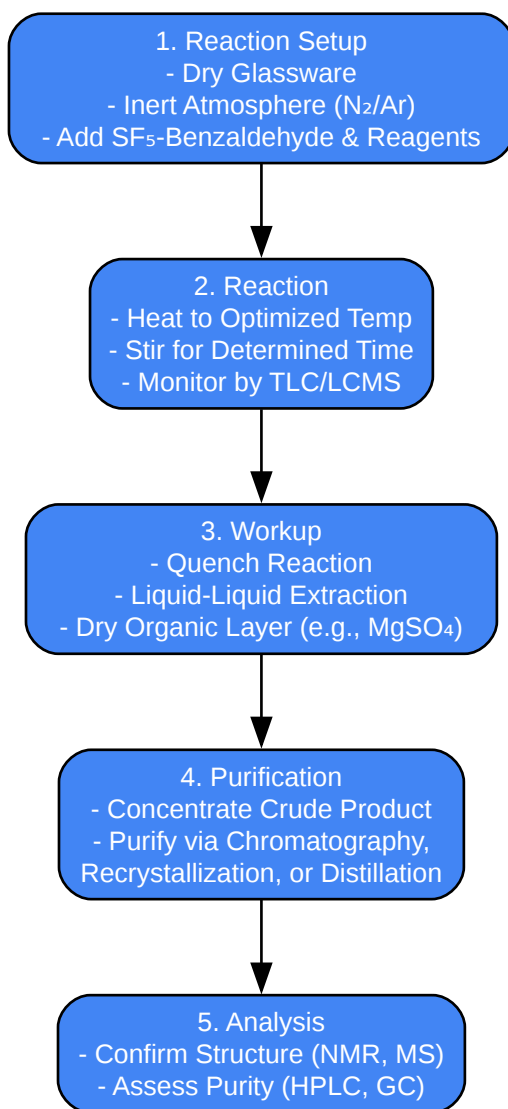 1. Reaction Setup
- Dry Glassware
- Inert Atmosphere (N₂/Ar)
- Add SF₅-Benzaldehyde & Reagents
2. Reaction
- Heat to Optimized Temp
- Stir for Determined Time
- Monitor by TLC/LCMS
3. Workup
- Quench Reaction
- Liquid-Liquid Extraction
- Dry Organic Layer (e.g., MgSO₄)
4. Purification
- Concentrate Crude Product
- Purify via Chromatography,
Recrystallization, or Distillation
5. Analysis
- Confirm Structure (NMR, MS)
- Assess Purity (HPLC, GC)